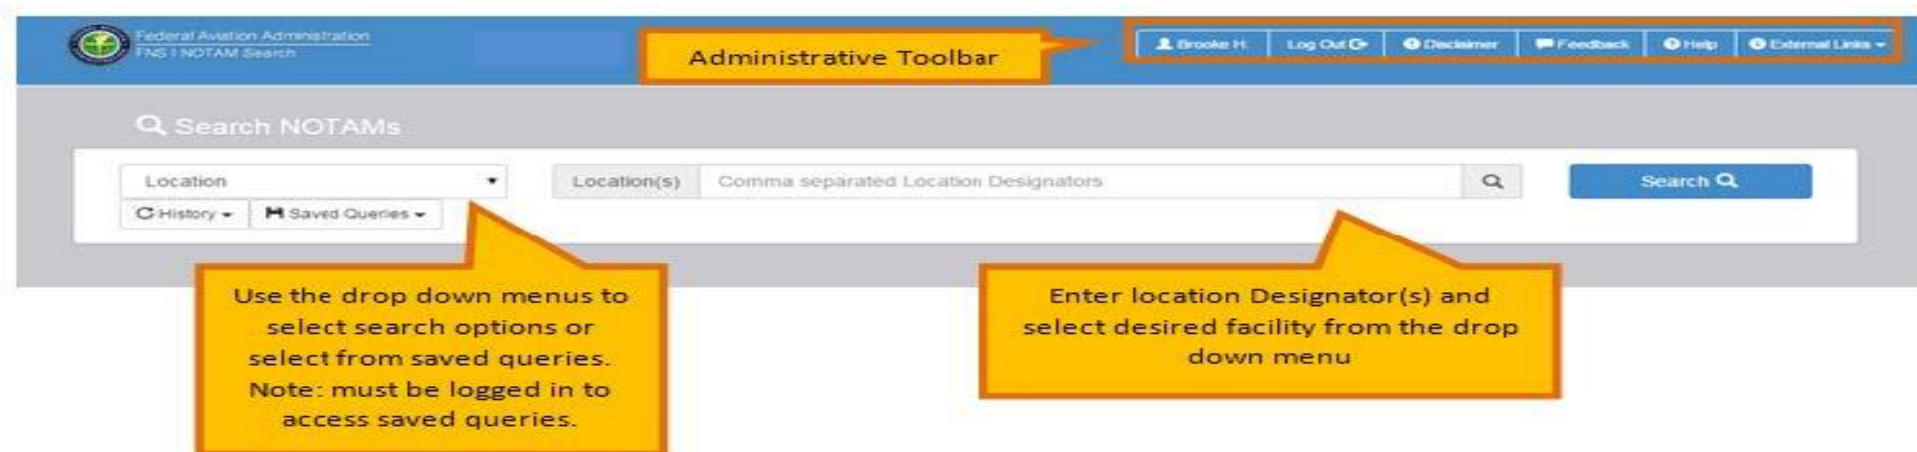 Federal Aviation Administration
FNS I NOTAM Search
Administrative Toolbar
Brooke H. Log Out Disclaimer Feedback Help External Links
Search NOTAMs
Location Location(s) Comma separated Location Designators Search
History Saved Queries
Use the drop down menus to
select search options or
select from saved queries.
Note: must be logged in to
access saved queries.
Enter location Designator(s) and
select desired facility from the drop
down menu